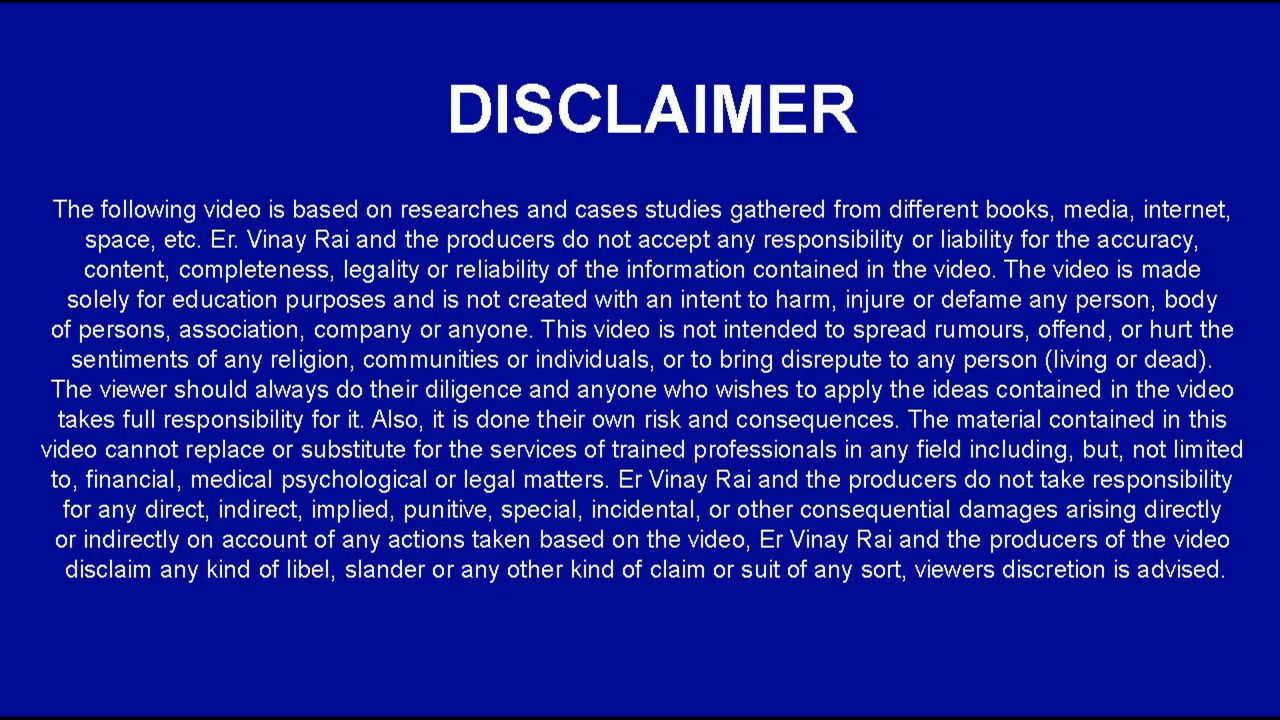 DISCLAIMER
The following video is based on researches and cases studies gathered from different books, media, internet,
space, etc. Er. Vinay Rai and the producers do not accept any responsibility or liability for the accuracy,
content, completeness, legality or reliability of the information contained in the video. The video is made
solely for education purposes and is not created with an intent to harm, injure or defame any person, body
of persons, association, company or anyone. This video is not intended to spread rumours, offend, or hurt the
sentiments of any religion, communities or individuals, or to bring disrepute to any person (living or dead).
The viewer should always do their diligence and anyone who wishes to apply the ideas contained in the video
takes full responsibility for it. Also, it is done their own risk and consequences. The material contained in this
video cannot replace or substitute for the services of trained professionals in any field including, but, not limited
to, financial, medical psychological or legal matters. Er Vinay Rai and the producers do not take responsibility
for any direct, indirect, implied, punitive, special, incidental, or other consequential damages arising directly
or indirectly on account of any actions taken based on the video, Er Vinay Rai and the producers of the video
disclaim any kind of libel, slander or any other kind of claim or suit of any sort, viewers discretion is advised.